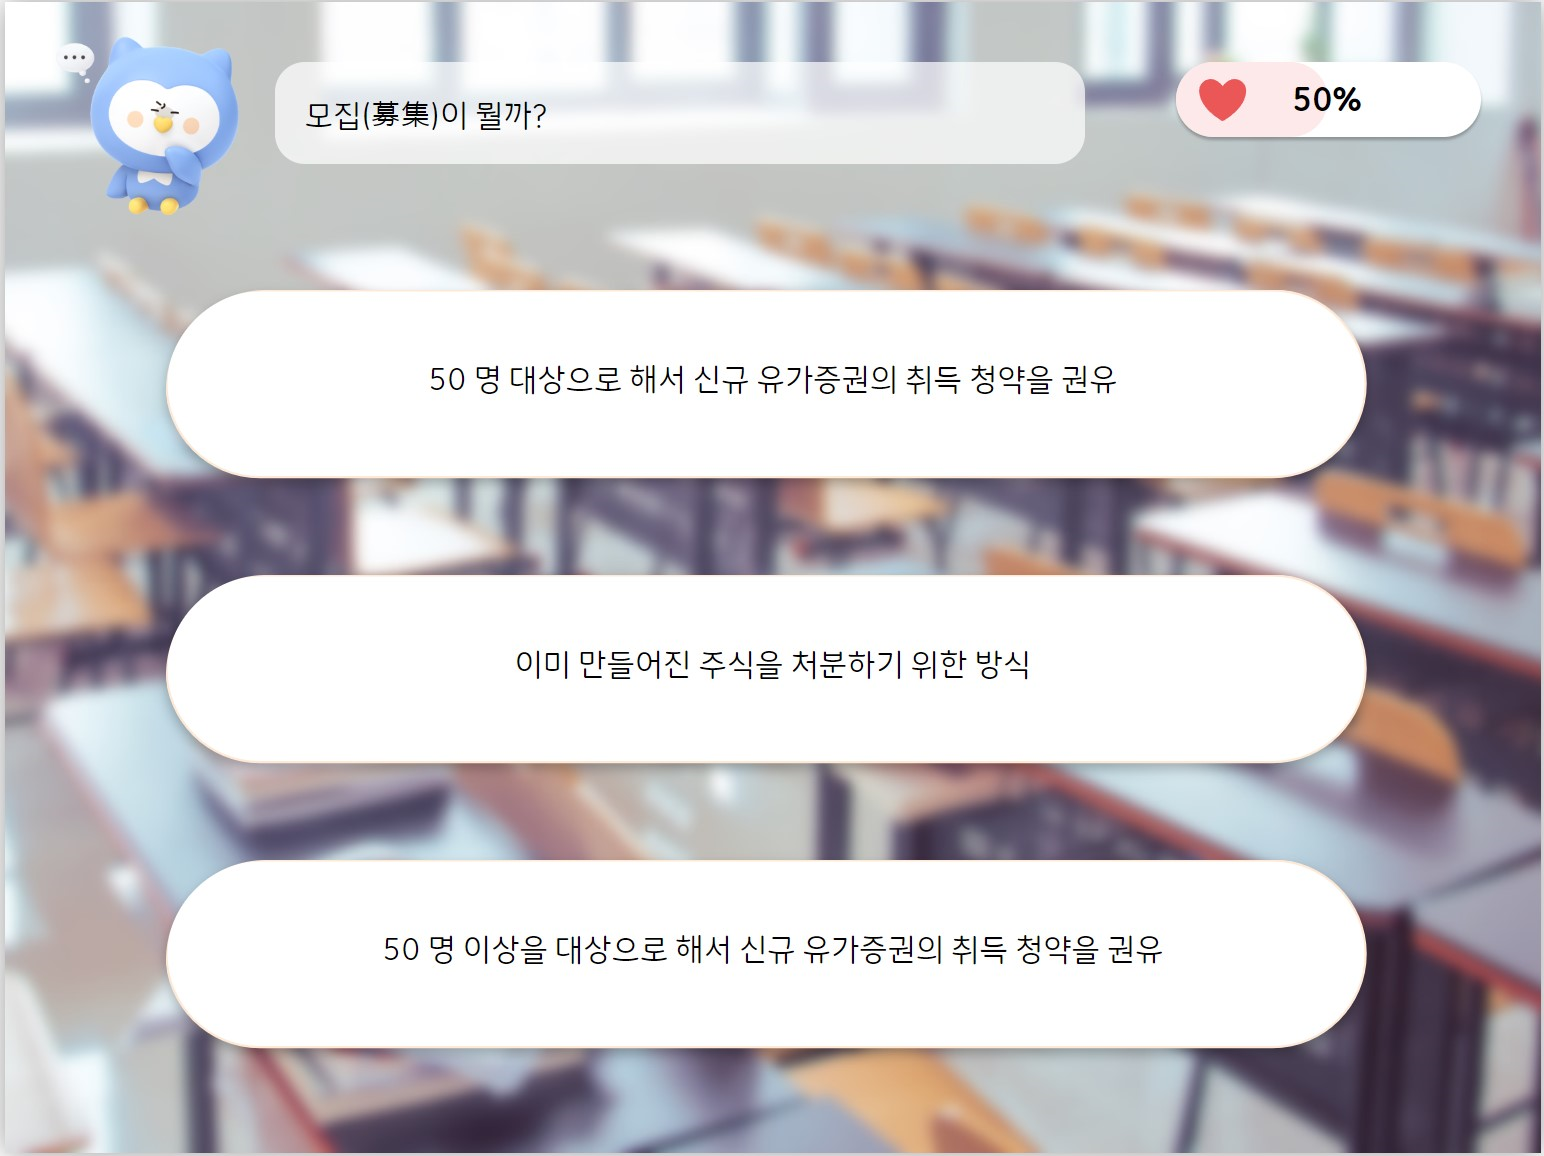 모집(募集)이 뭘까?
50%
50 명 대상으로 해서 신규 유가증권의 취득 청약을 권유
이미 만들어진 주식을 처분하기 위한 방식
50 명 이상을 대상으로 해서 신규 유가증권의 취득 청약을 권유